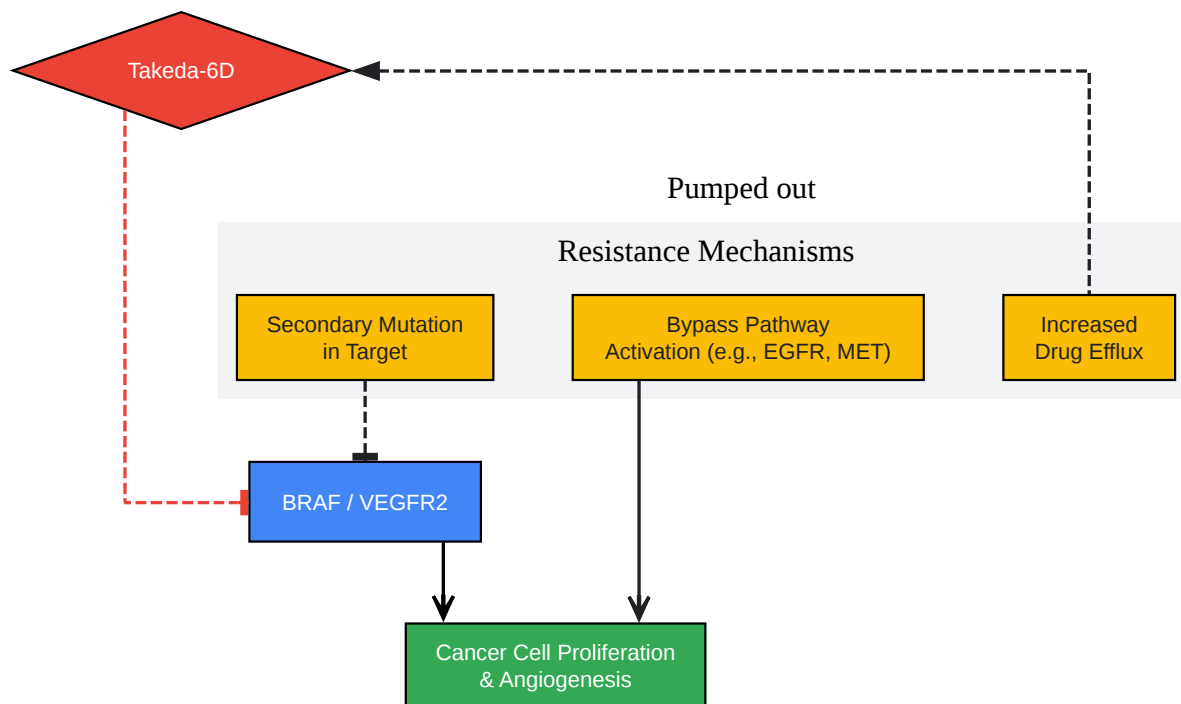 Takeda-6D
Pumped out
Resistance Mechanisms
Secondary Mutation
in Target
Bypass Pathway
Activation (e.g., EGFR, MET)
Increased
Drug Efflux
BRAF / VEGFR2
Cancer Cell Proliferation
& Angiogenesis